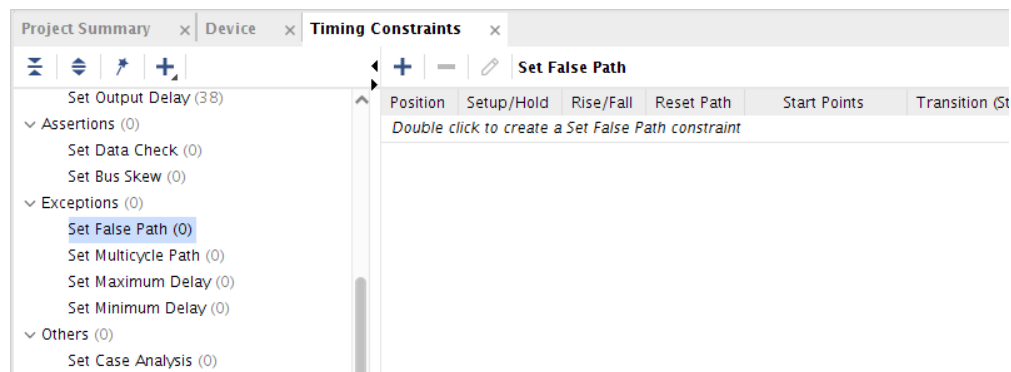 Project Summary Device Timing Constraints
Set False Path
Set Output Delay (38)
Assertions (0)
Set Data Check (0)
Set Bus Skew (0)
Exceptions (0)
Set False Path (0)
Set Multicycle Path (0)
Set Maximum Delay (0)
Set Minimum Delay (0)
Others (0)
Set Case Analysis (0)
Position Setup/Hold Rise/Fall Reset Path Start Points Transition (St
Double click to create a Set False Path constraint